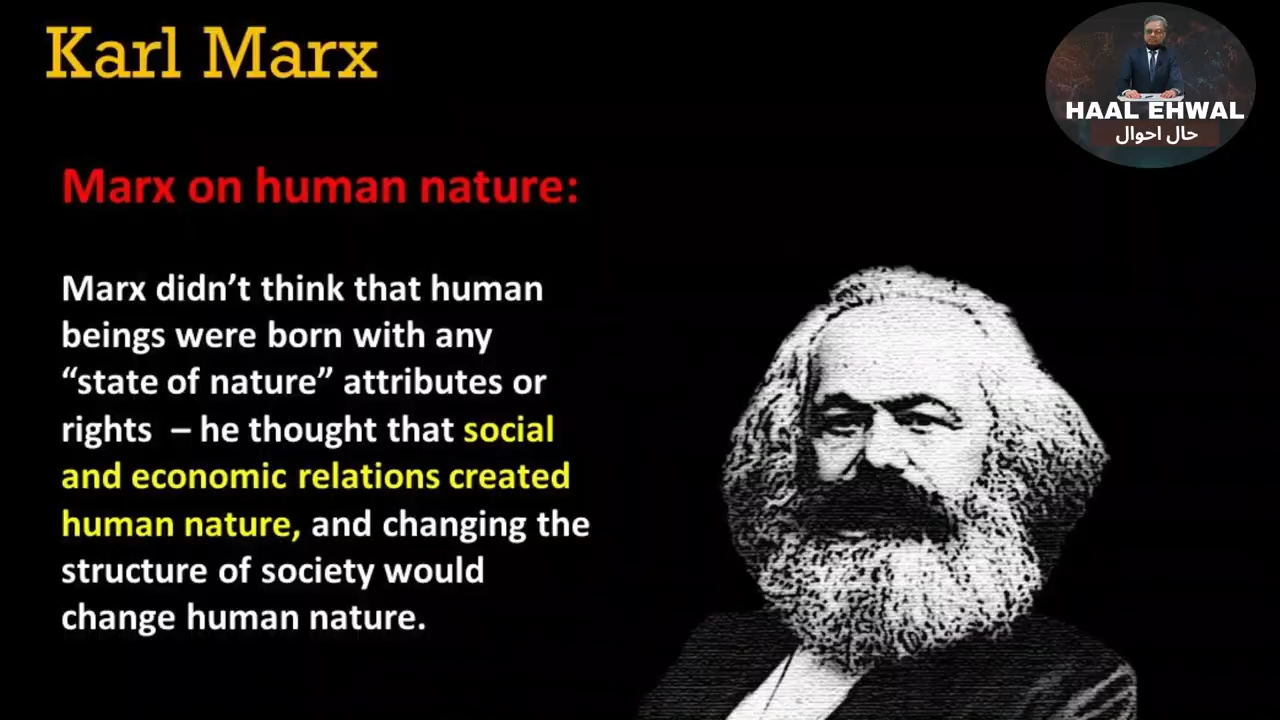 Karl Marx
HAAL EHWAL
حال احوال
Marx on human nature:
Marx didn’t think that human
beings were born with any
“state of nature” attributes or
rights – he thought that social
and economic relations created
human nature, and changing the
structure of society would
change human nature.